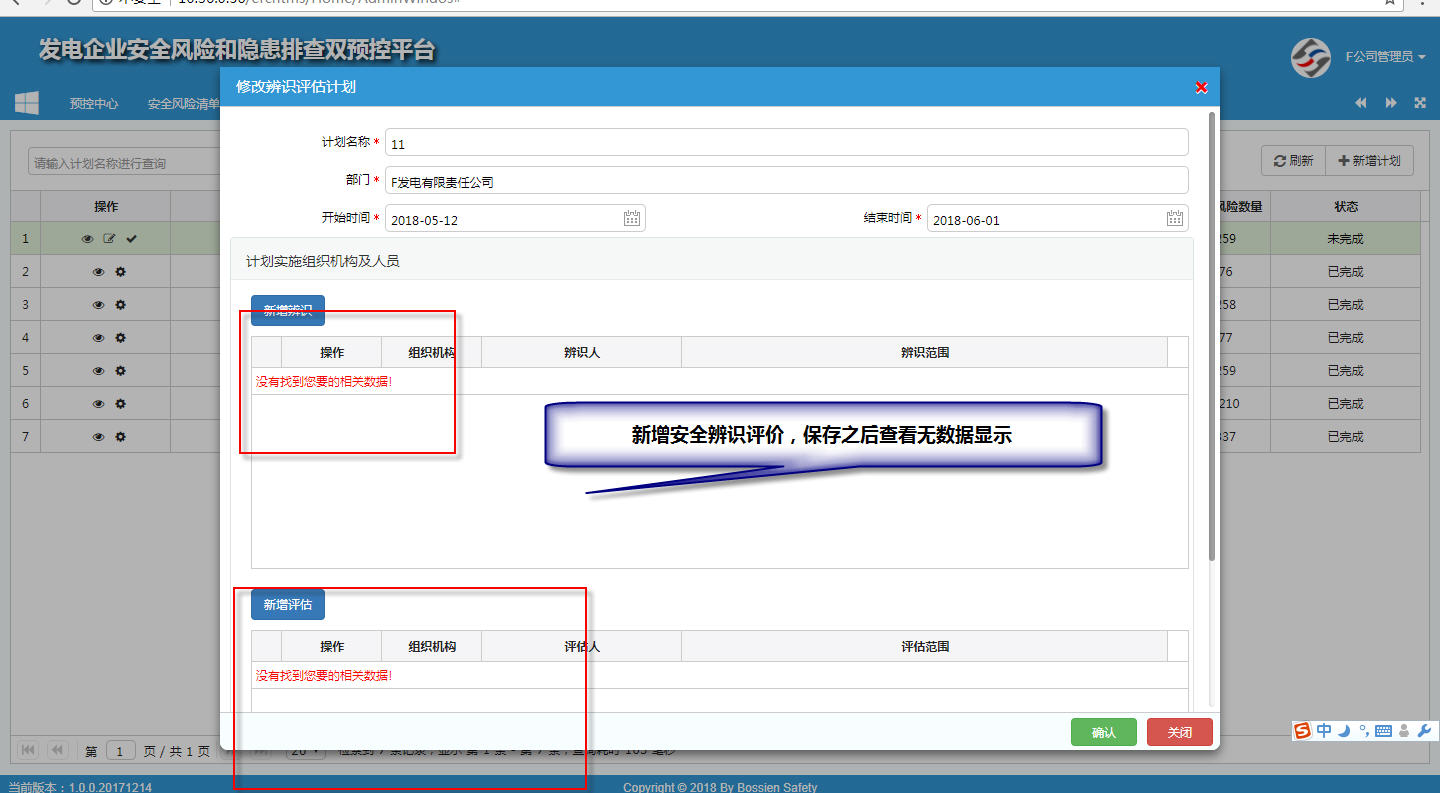 发电企业安全风险和隐患排查双预控平台
F公司管理员
预控中心 安全风险清单
修改辨识评估计划
请输入计划名称进行查询
刷新 新增计划
计划名称 * 11
部门 * F发电有限责任公司
开始时间 * 2018-05-12 结束时间 * 2018-06-01
计划实施组织机构及人员
新增辨识
操作 组织机构 辨识人 辨识范围
没有找到您要的相关数据!
新增安全辨识评价，保存之后查看无数据显示
新增评估
操作 组织机构 评估人 评估范围
没有找到您要的相关数据!
确认 关闭
操作 风险数量 状态
1 259 未完成
2 76 已完成
3 258 已完成
4 77 已完成
5 259 已完成
6 210 已完成
7 337 已完成
第 1 页 / 共 1 页
中
当前版本：1.0.0.20171214 Copyright © 2018 By Bossien Safety